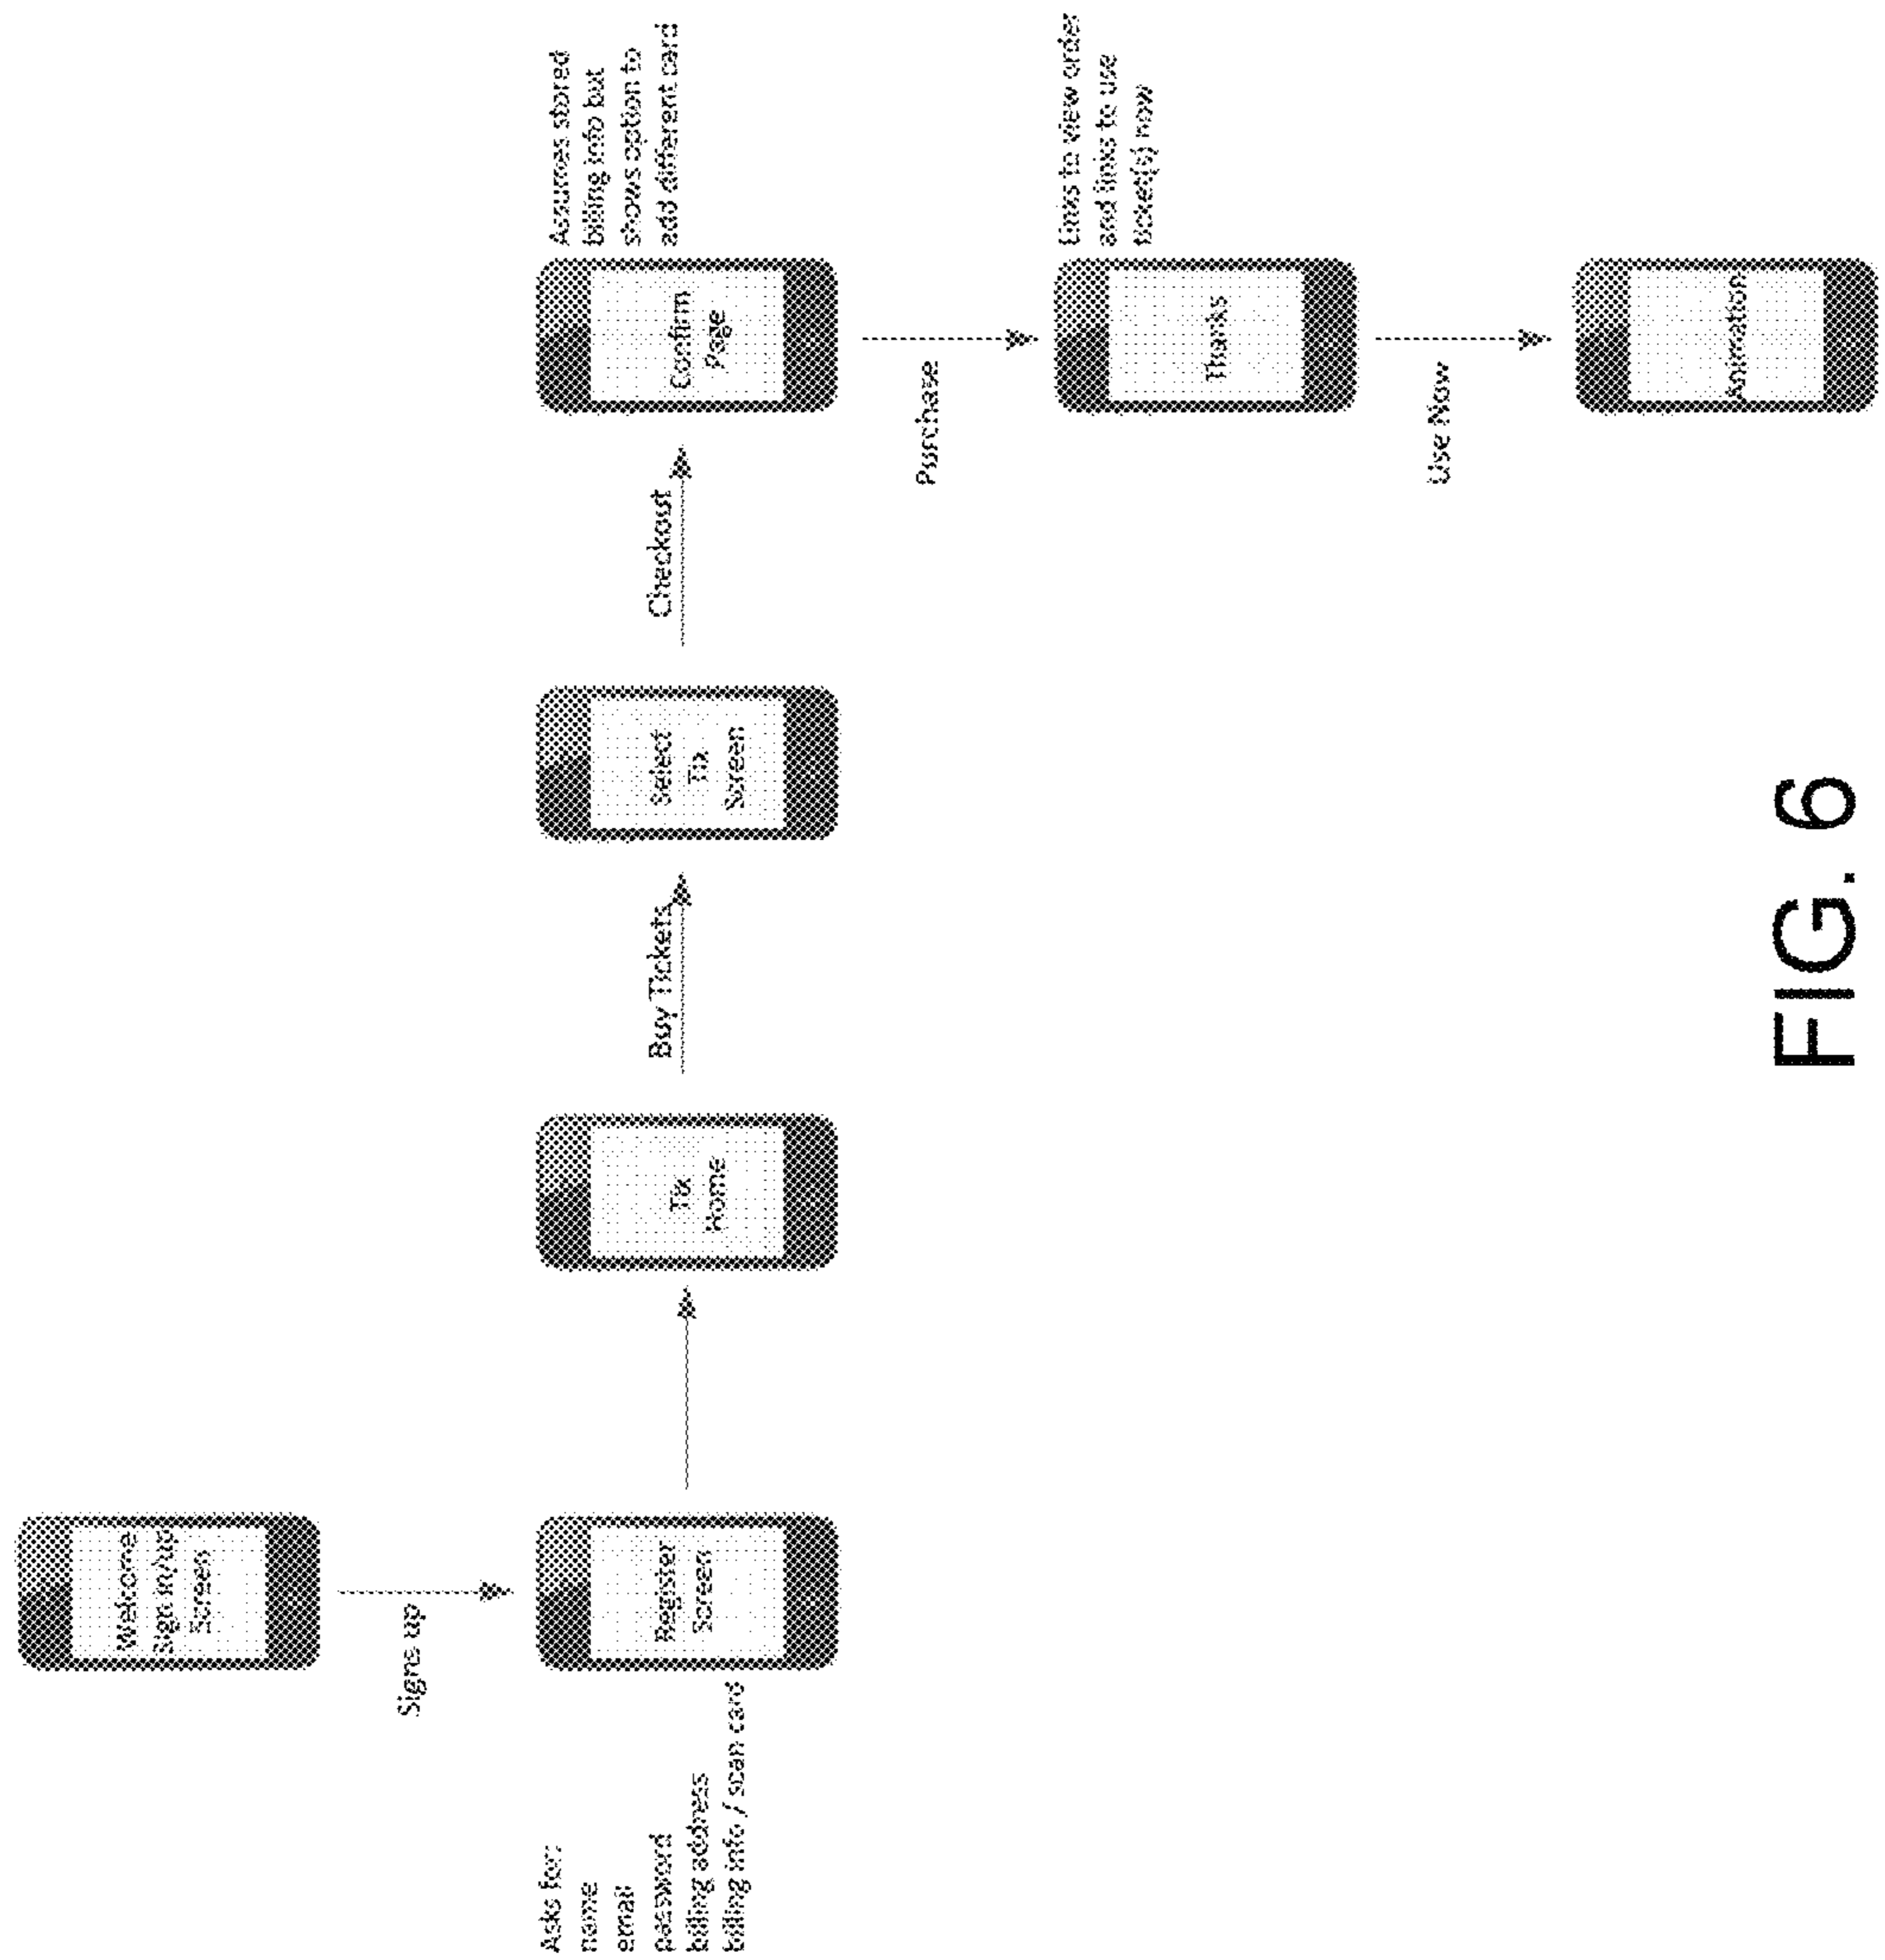 Welcome
Sign in/up
Screen
Signs up
Asks for:
name
email
password
billing address
billing info / scan card
Register
Screen
Tix
Home
Buy Tickets
Select
Tix
Screen
Checkout
Confirm
Page
Assumes stored
billing info but
shows option to
add different card
Purchase
Thanks
Links to view order
and links to use
ticket(s) now
Use Now
Animation
FIG. 6